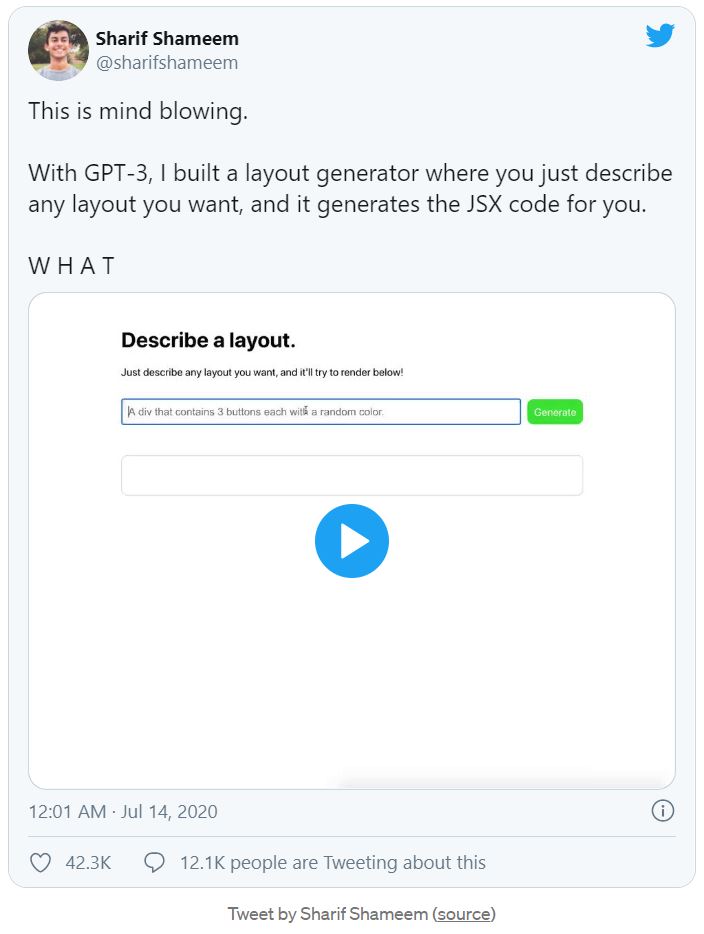 Sharif Shameem
@sharifshameem
This is mind blowing.
With GPT-3, I built a layout generator where you just describe
any layout you want, and it generates the JSX code for you.
W H A T
Describe a layout.
Just describe any layout you want, and it'll try to render below!
A div that contains 3 buttons each with a random color.
Generate
12:01 AM · Jul 14, 2020
42.3K
12.1K people are Tweeting about this
Tweet by Sharif Shameem (source)